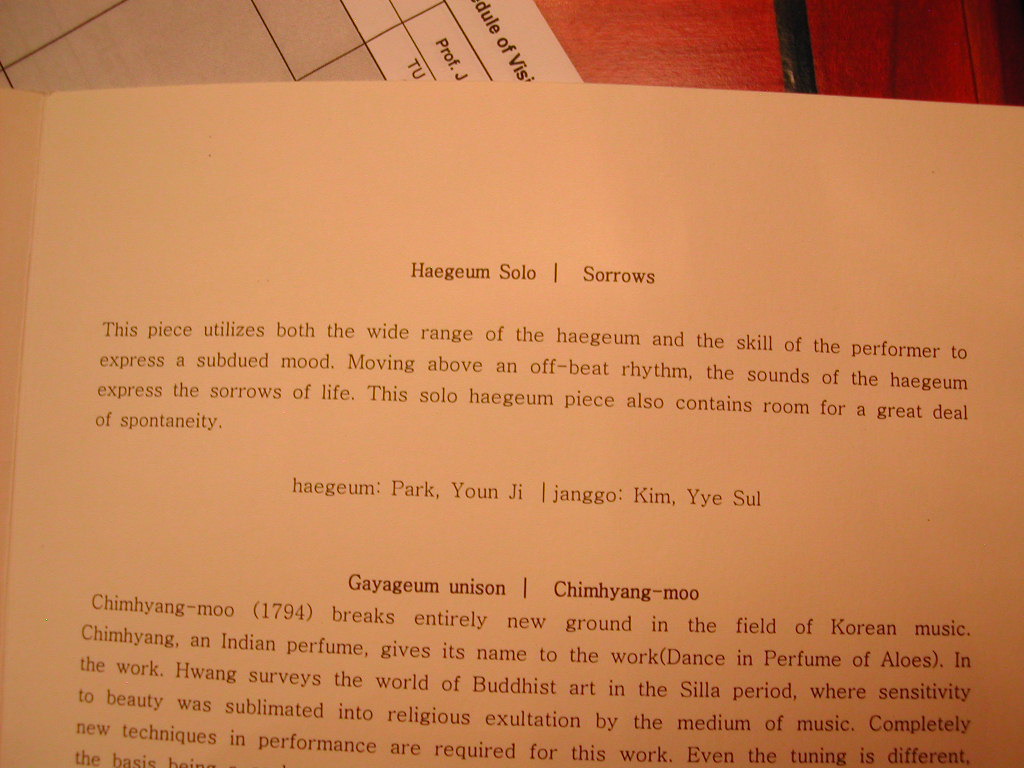 edule of Visi
Prof. J
TU
Haegeum Solo | Sorrows
This piece utilizes both the wide range of the haegeum and the skill of the performer to
express a subdued mood. Moving above an off-beat rhythm, the sounds of the haegeum
express the sorrows of life. This solo haegeum piece also contains room for a great deal
of spontaneity.
haegeum: Park, Youn Ji | janggo: Kim, Yye Sul
Gayageum unison | Chimhyang-moo
Chimhyang-moo (1794) breaks entirely new ground in the field of Korean music.
Chimhyang, an Indian perfume, gives its name to the work(Dance in Perfume of Aloes). In
the work. Hwang surveys the world of Buddhist art in the Silla period, where sensitivity
to beauty was sublimated into religious exultation by the medium of music. Completely
new techniques in performance are required for this work. Even the tuning is different,
the basis being